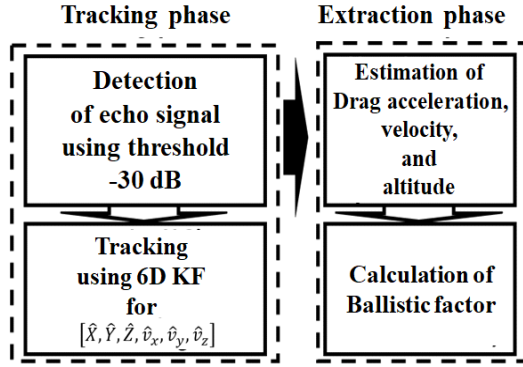 Tracking phase
Detection
of echo signal
using threshold
-30 dB
Tracking
using 6D KF
for
[X̂, Ŷ, Ẑ, v̂ₓ, v̂ᵧ, v̂_z]
Extraction phase
Estimation of
Drag acceleration,
velocity,
and
altitude
Calculation of
Ballistic factor